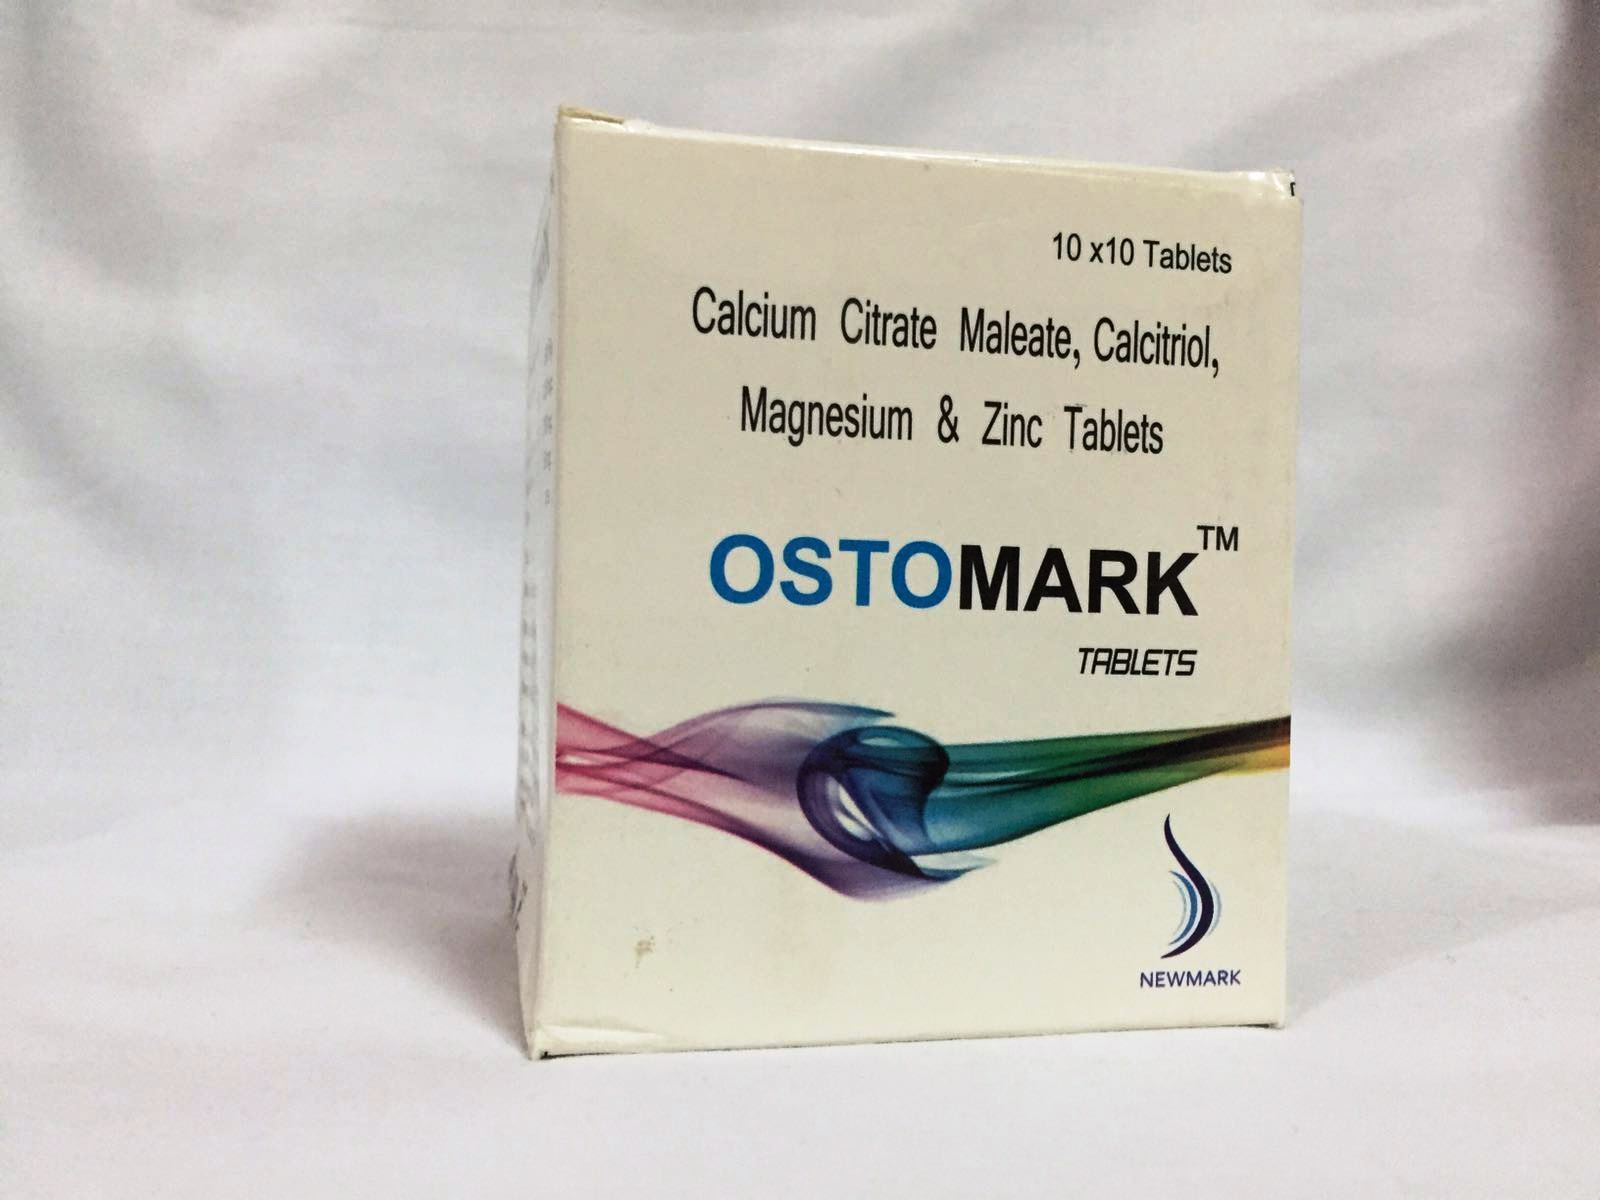 10 x10 Tablets
Calcium Citrate Maleate, Calcitriol,
Magnesium & Zinc Tablets
OSTOMARK™
TABLETS
NEWMARK